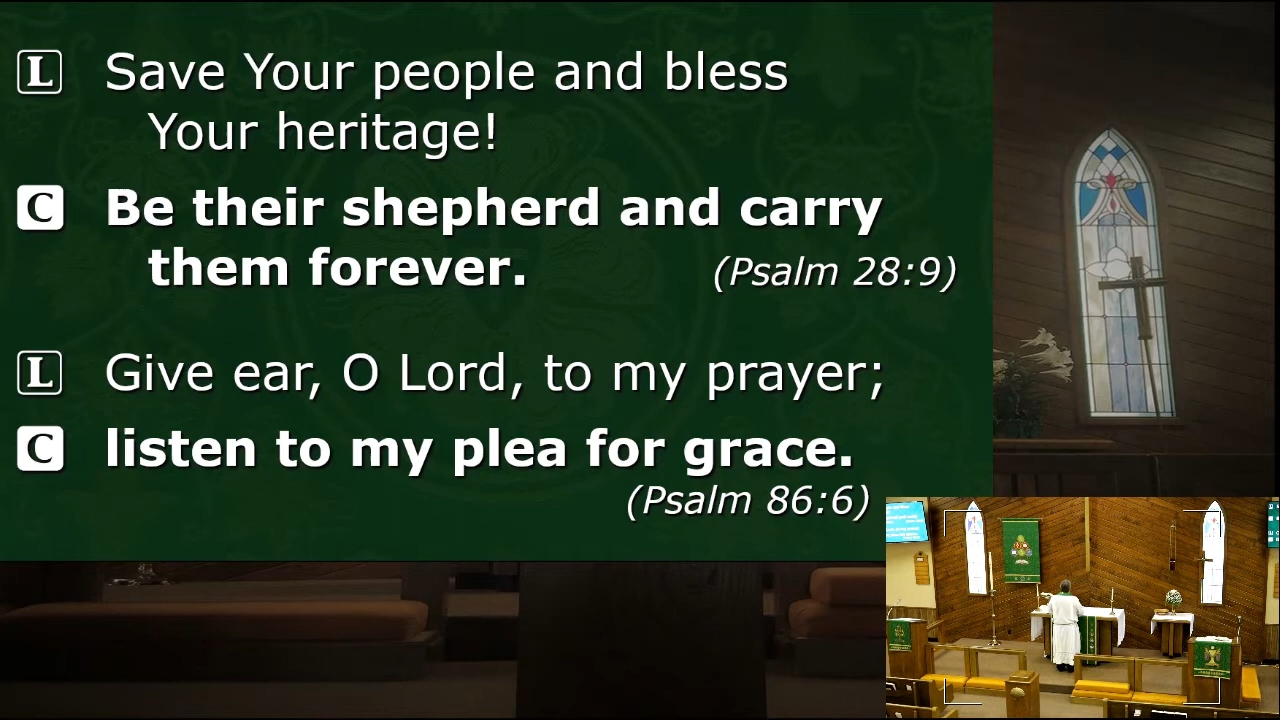 L Save Your people and bless
Your heritage!
C Be their shepherd and carry
them forever. (Psalm 28:9)
L Give ear, O Lord, to my prayer;
C listen to my plea for grace.
(Psalm 86:6)